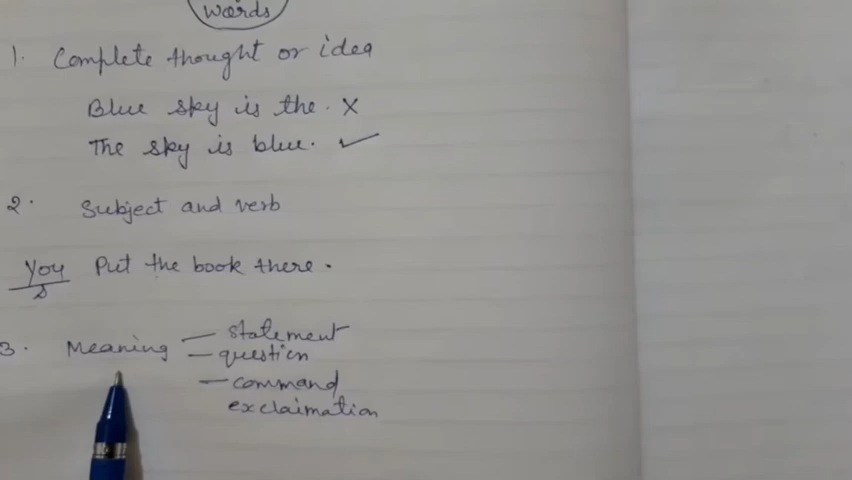 words
1. Complete thought or idea
Blue sky is the. X
The sky is blue. ✓
2. Subject and verb
You Put the book there.
S
3. Meaning — statement
— question
— command
exclaimation